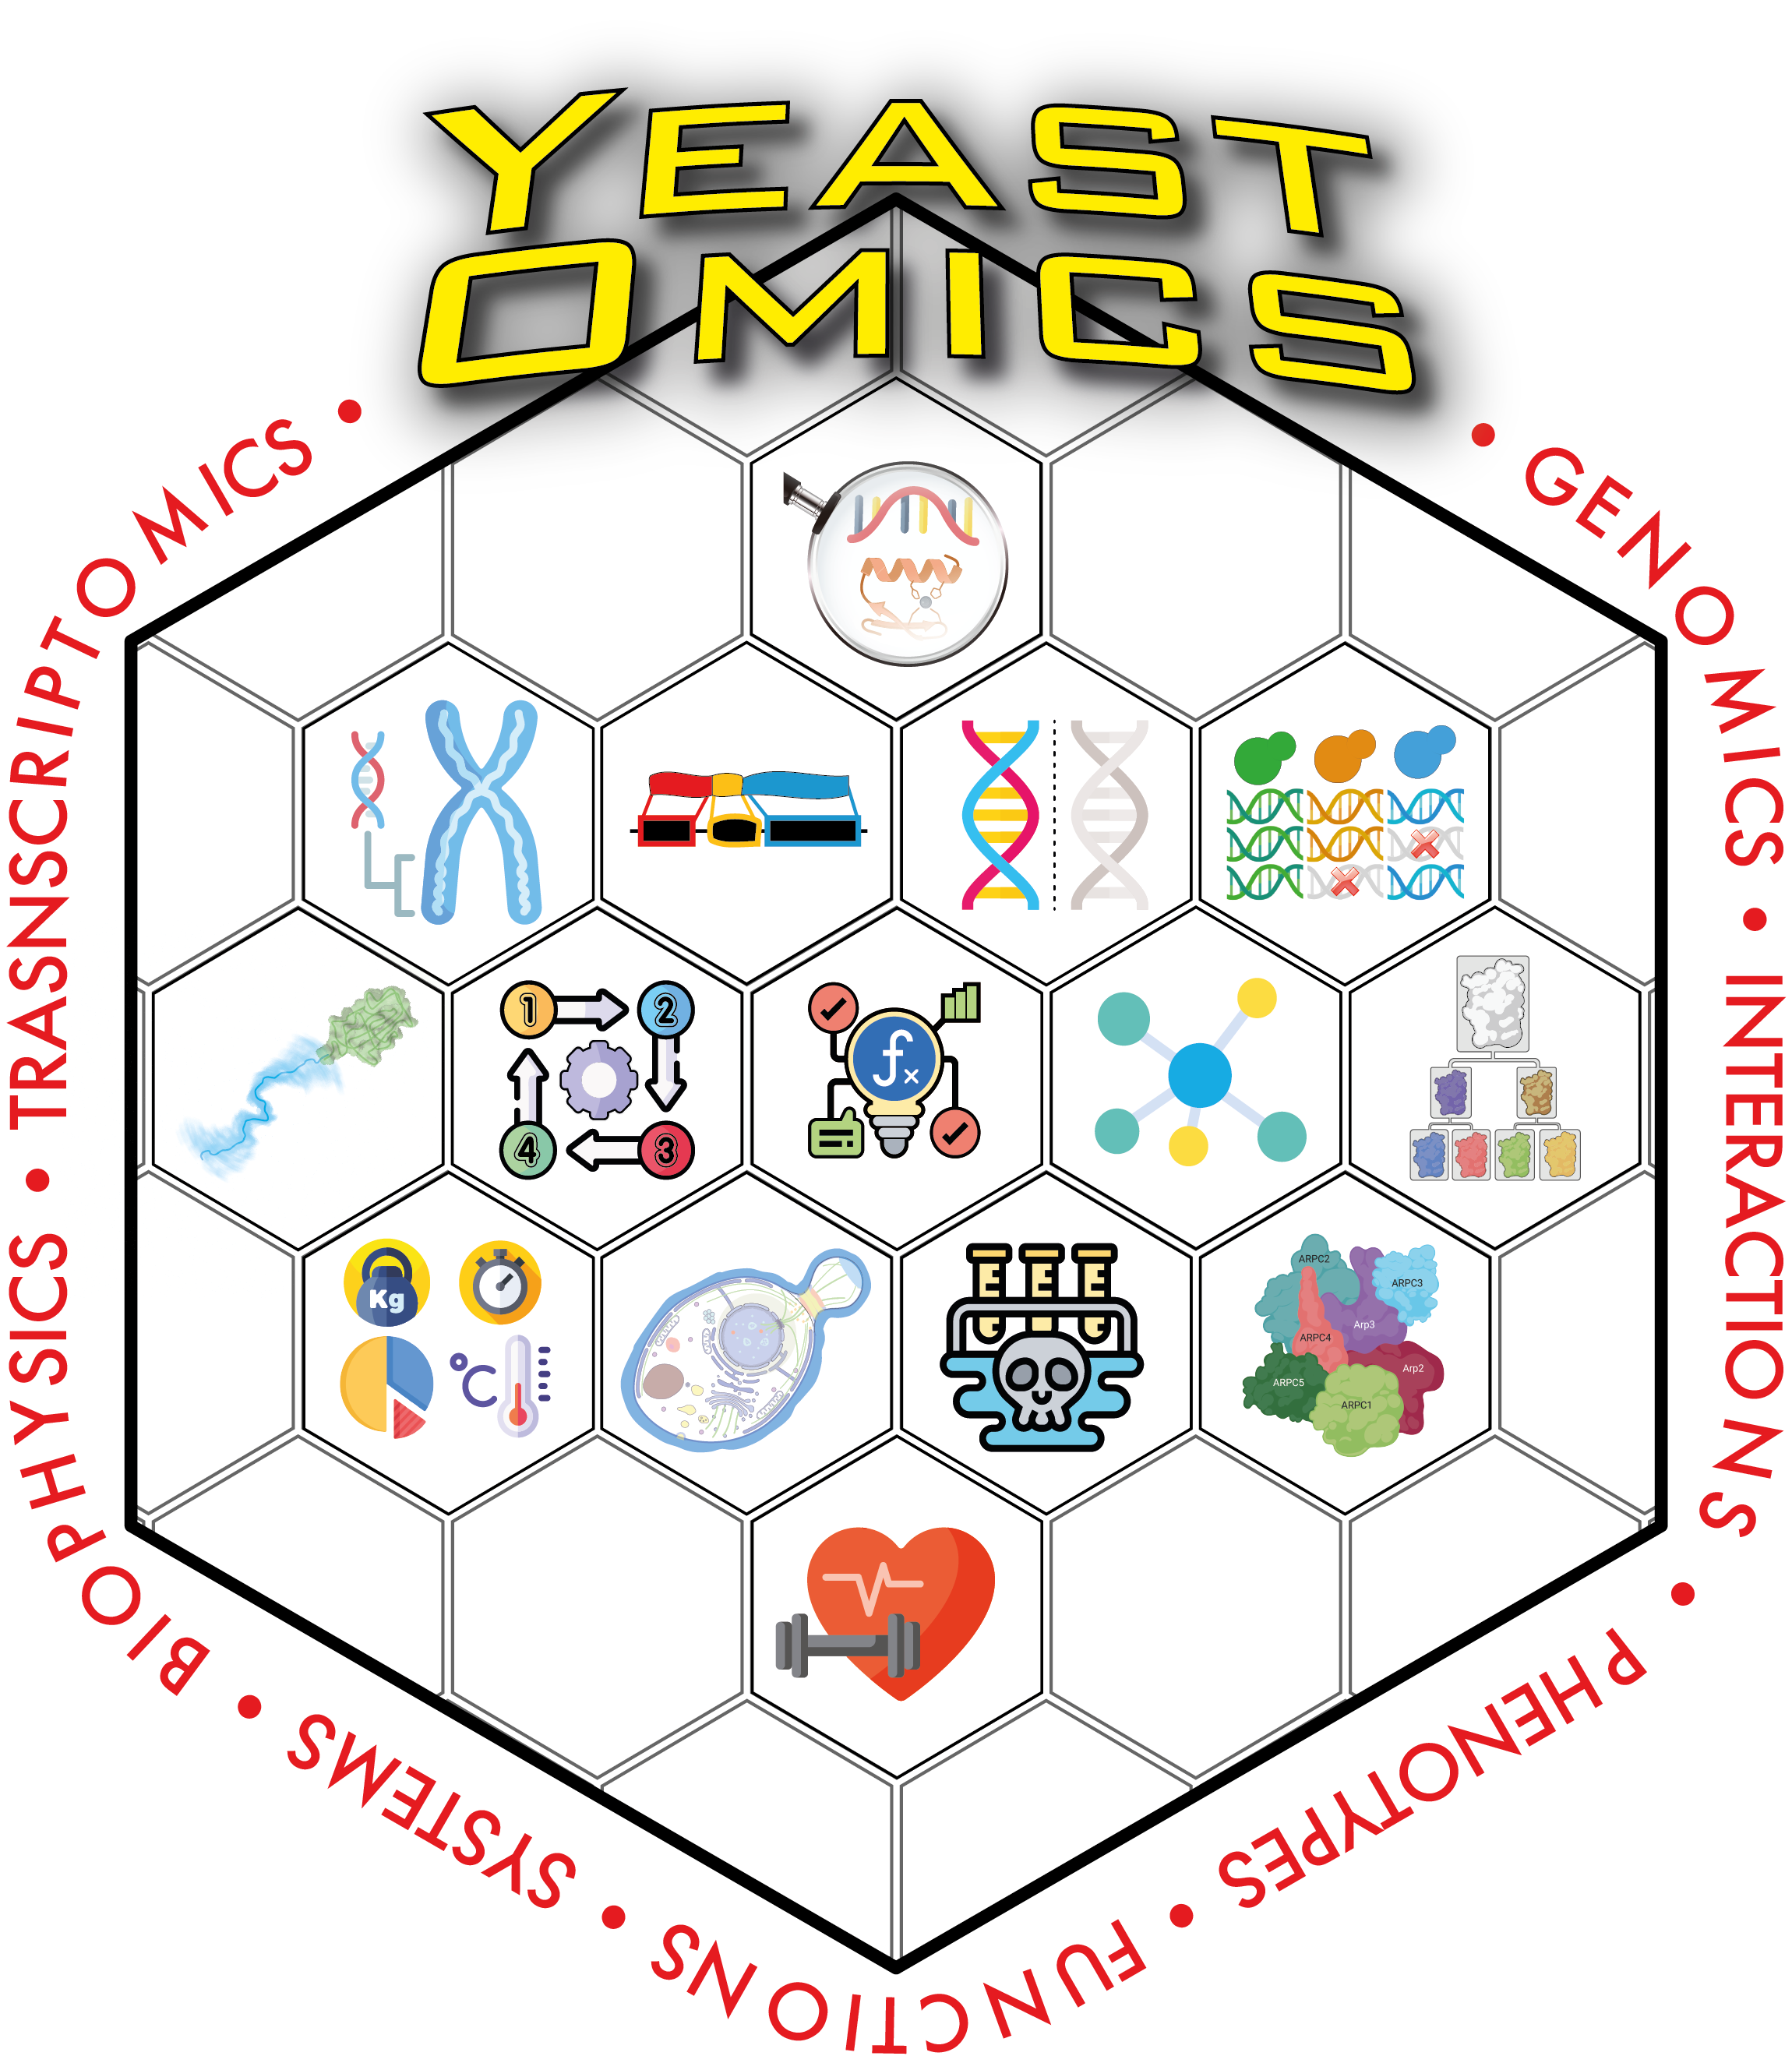 YEAST
OMICS
• GENOMICS • INTERACTIONS • PHENOTYPES • FUNCTIONS • SYSTEMS • BIOPHYSICS • TRASNSCRIPTOMICS •
1
2
4
3
fx
Kg
°C
E E E
ARPC2
ARPC3
Arp3
ARPC4
Arp2
ARPC5
ARPC1